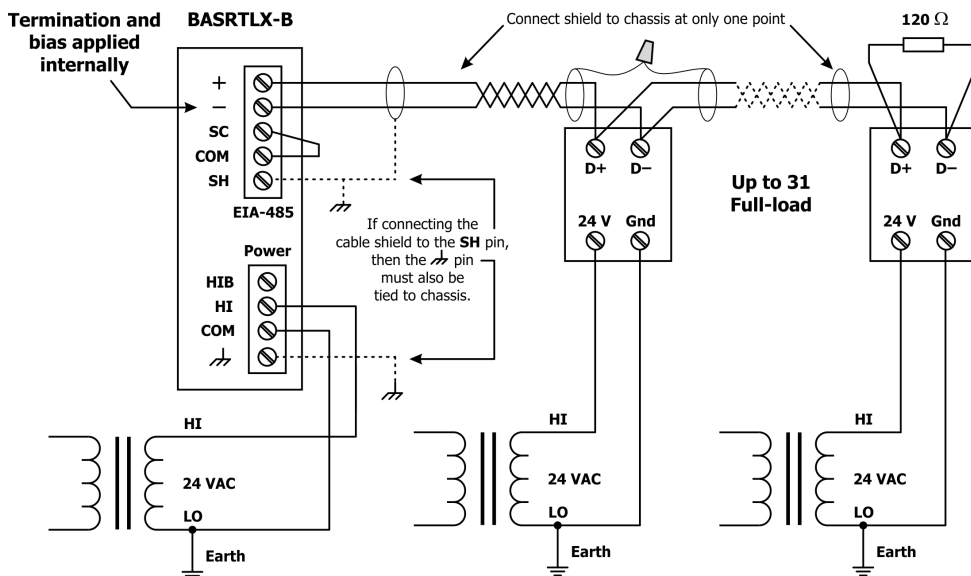 Termination and
bias applied
internally
BASRTLX-B
Connect shield to chassis at only one point
120 Ω
+
−
SC
COM
SH
EIA-485
D+ D−
24 V Gnd
Up to 31
Full-load
D+ D−
24 V Gnd
If connecting the
cable shield to the SH pin,
then the pin
must also be
tied to chassis.
Power
HIB
HI
COM
HI
24 VAC
LO
Earth
HI
24 VAC
LO
Earth
HI
24 VAC
LO
Earth